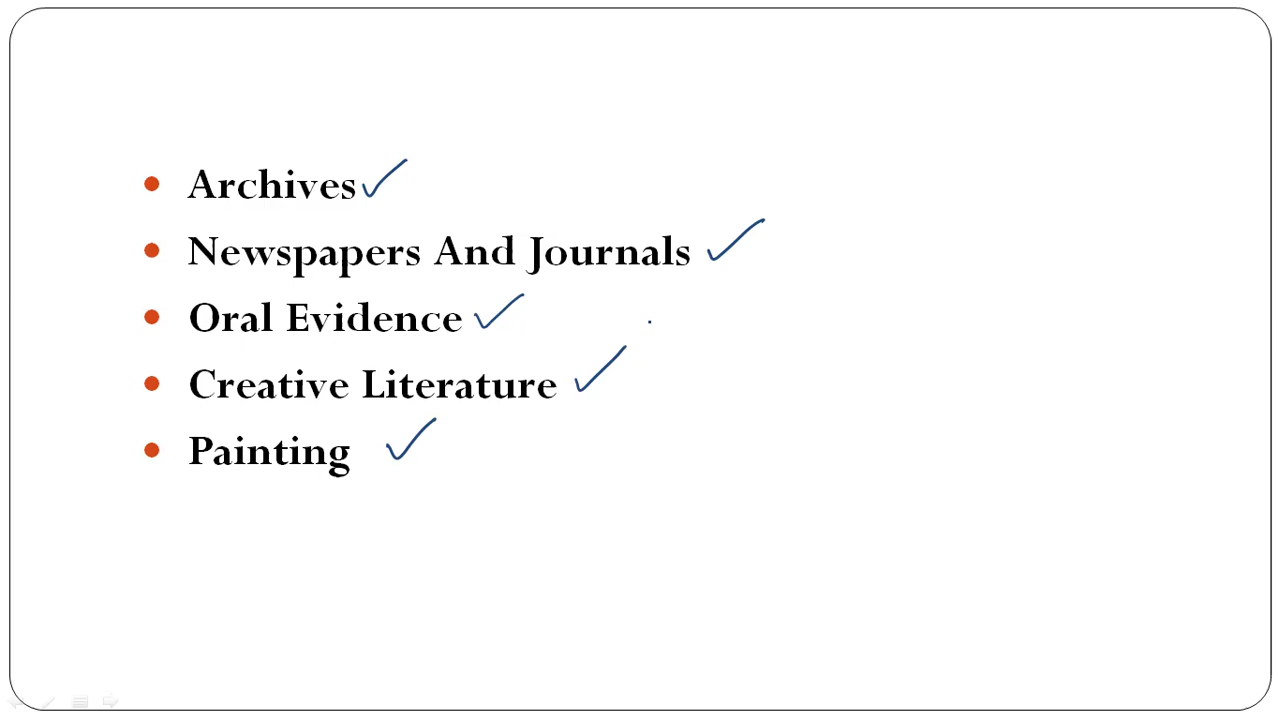 • Archives ✓
• Newspapers And Journals ✓
• Oral Evidence ✓
• Creative Literature ✓
• Painting ✓